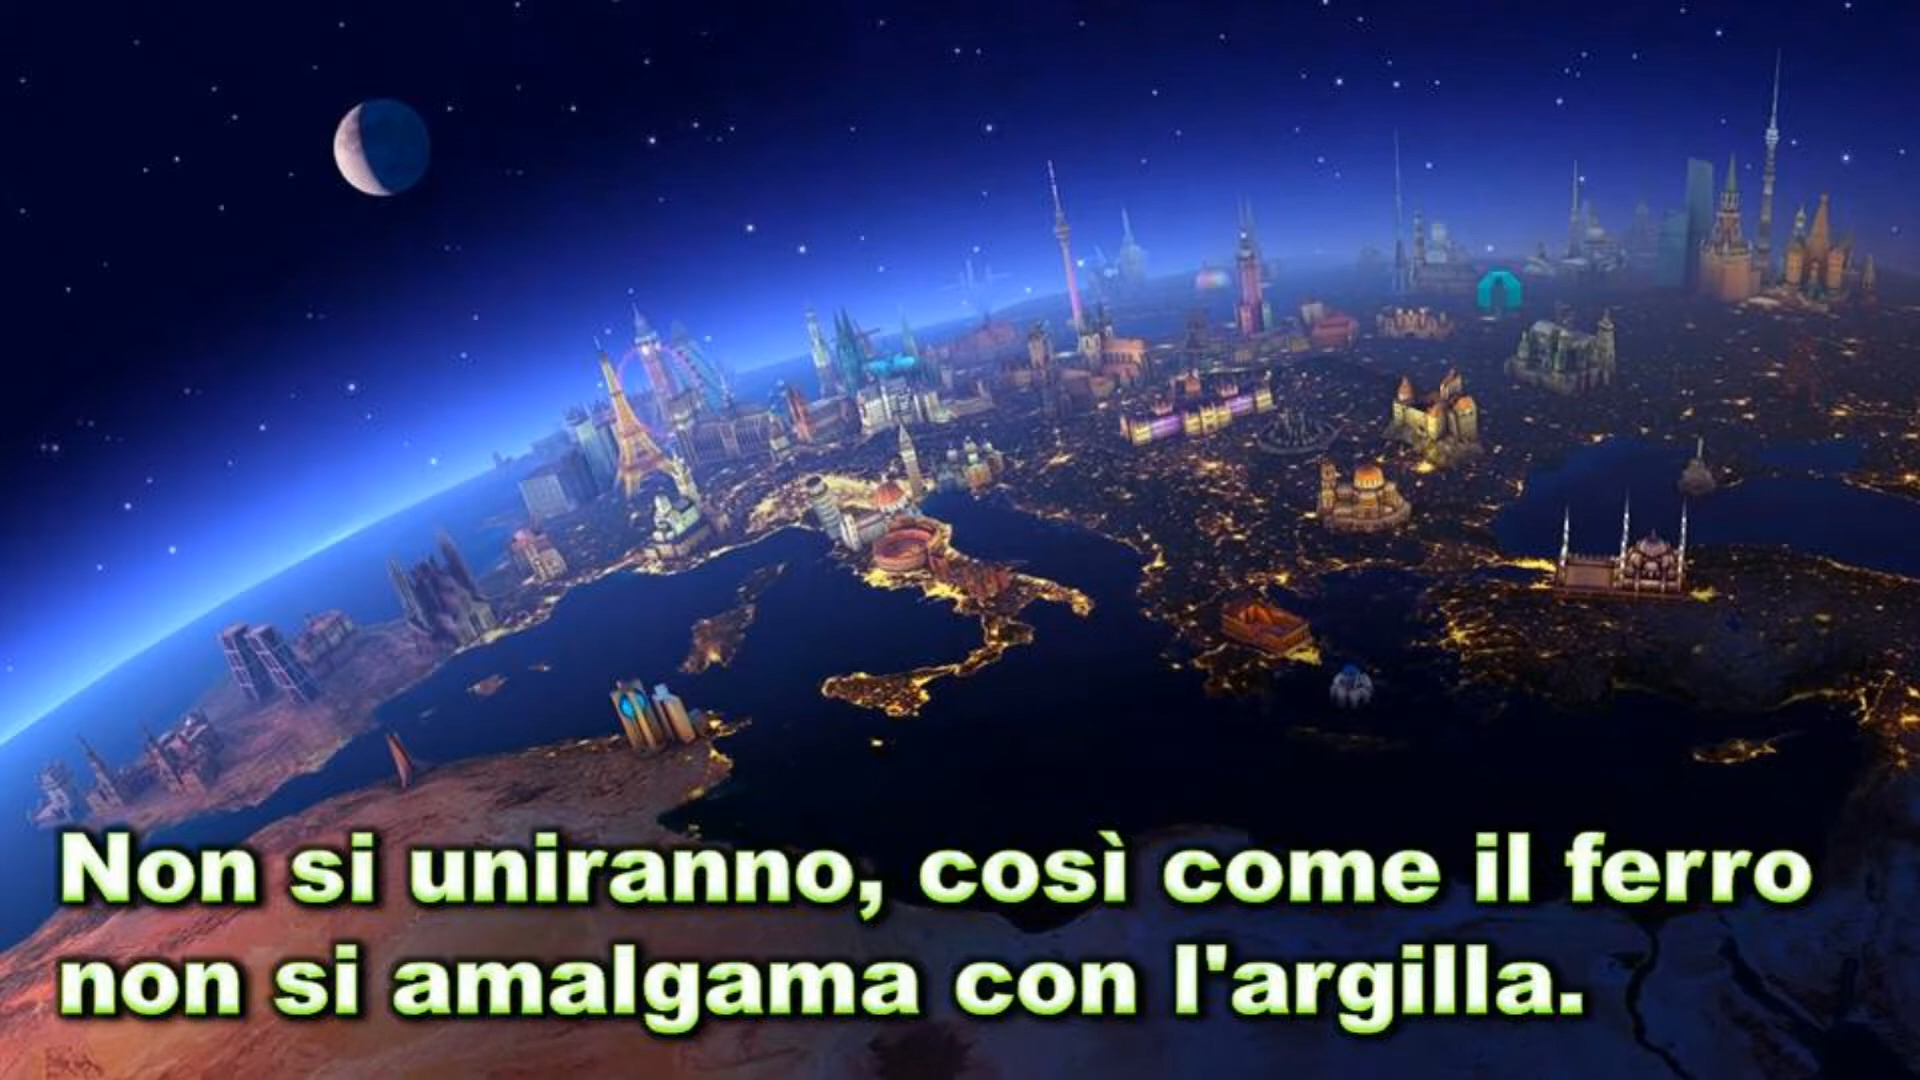 Non si uniranno, così come il ferro
non si amalgama con l'argilla.